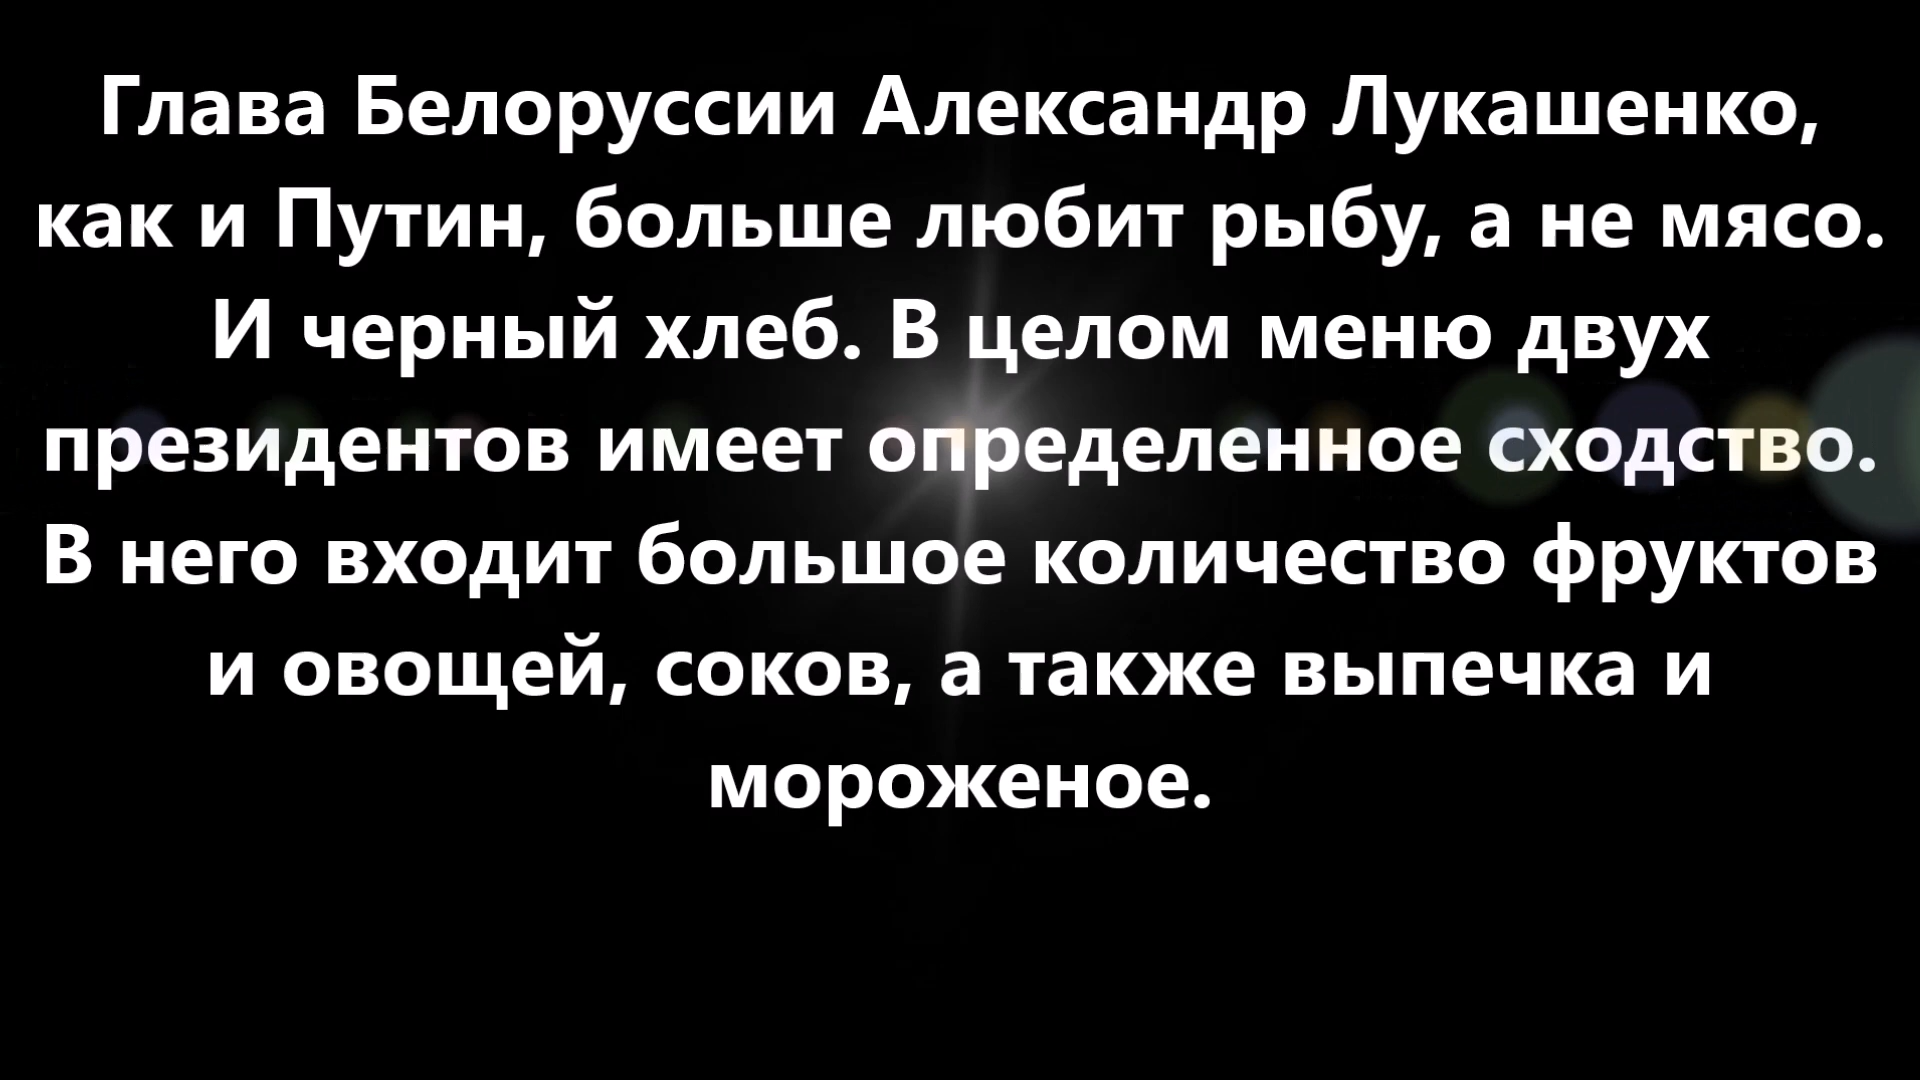 Глава Белоруссии Александр Лукашенко,
как и Путин, больше любит рыбу, а не мясо.
И черный хлеб. В целом меню двух
президентов имеет определенное сходство.
В него входит большое количество фруктов
и овощей, соков, а также выпечка и
мороженое.